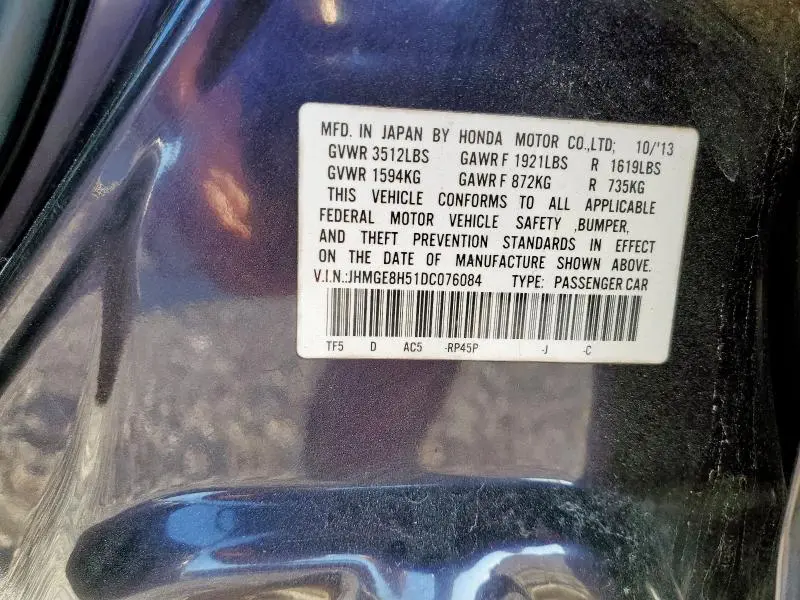 MFD. IN JAPAN BY HONDA MOTOR CO.,LTD; 10/'13
GVWR 3512LBS GAWR F 1921LBS R 1619LBS
GVWR 1594KG GAWR F 872KG R 735KG
THIS VEHICLE CONFORMS TO ALL APPLICABLE
FEDERAL MOTOR VEHICLE SAFETY ,BUMPER,
AND THEFT PREVENTION STANDARDS IN EFFECT
ON THE DATE OF MANUFACTURE SHOWN ABOVE.
V.I.N.:JHMGE8H51DC076084 TYPE: PASSENGER CAR
TF5 D AC5 -RP45P -J -C